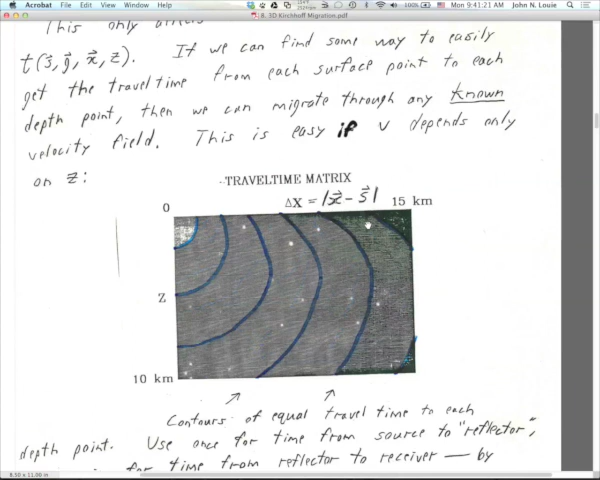 Acrobat File Edit View Window Help 100% Mon 9:41:21 AM John N. Louie
8. 3D Kirchhoff Migration.pdf
This only
t(s⃗, g⃗, x⃗, z). If we can find some way to easily
get the traveltime from each surface point to each
depth point, then we can migrate through any known
velocity field. This is easy if v depends only
on z:
TRAVELTIME MATRIX
0 ΔX = |x⃗ - s⃗| 15 km
Z
10 km
Contours of equal travel time to each
depth point. Use once for time from source to "reflector",
for time from reflector to receiver — by
8.50 x 11.00 in